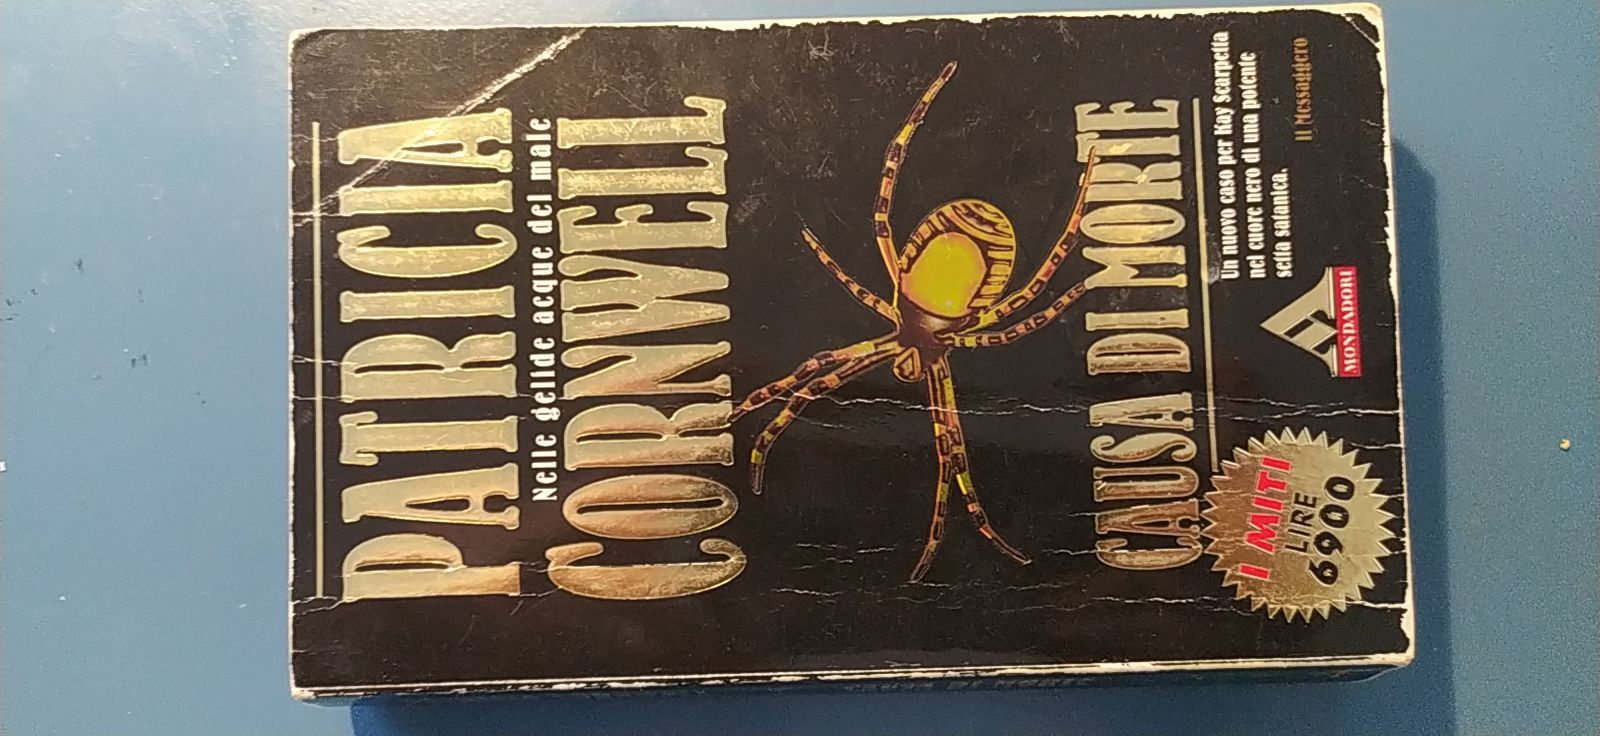 PATRICIA
Nelle gelide acque del male
CORNWELL
CAUSA DI MORTE
Un nuovo caso per Kay Scarpetta
nel cuore nero di una potente
setta satanica.
Il Messaggero
I MITI
LIRE
6900
MONDADORI